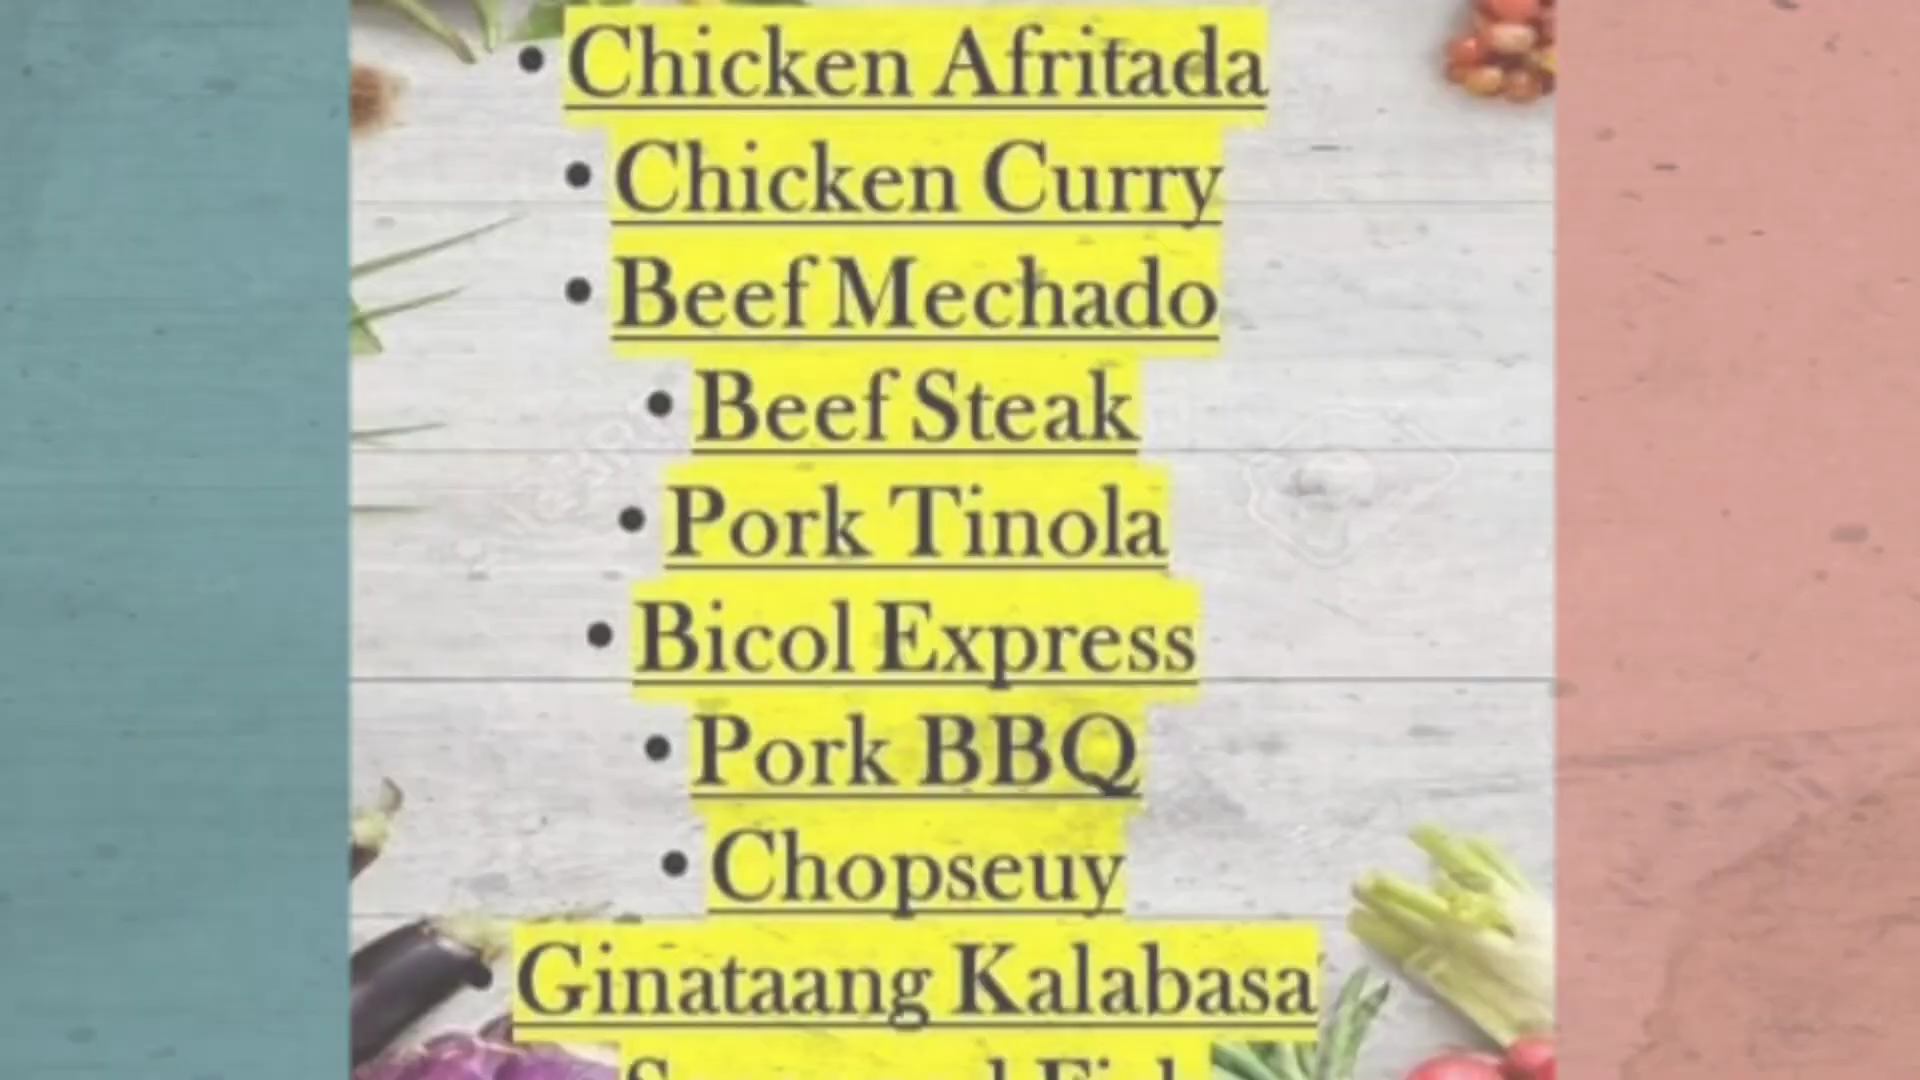 • Chicken Afritada
• Chicken Curry
• Beef Mechado
• Beef Steak
• Pork Tinola
• Bicol Express
• Pork BBQ
• Chopseuy
Ginataang Kalabasa